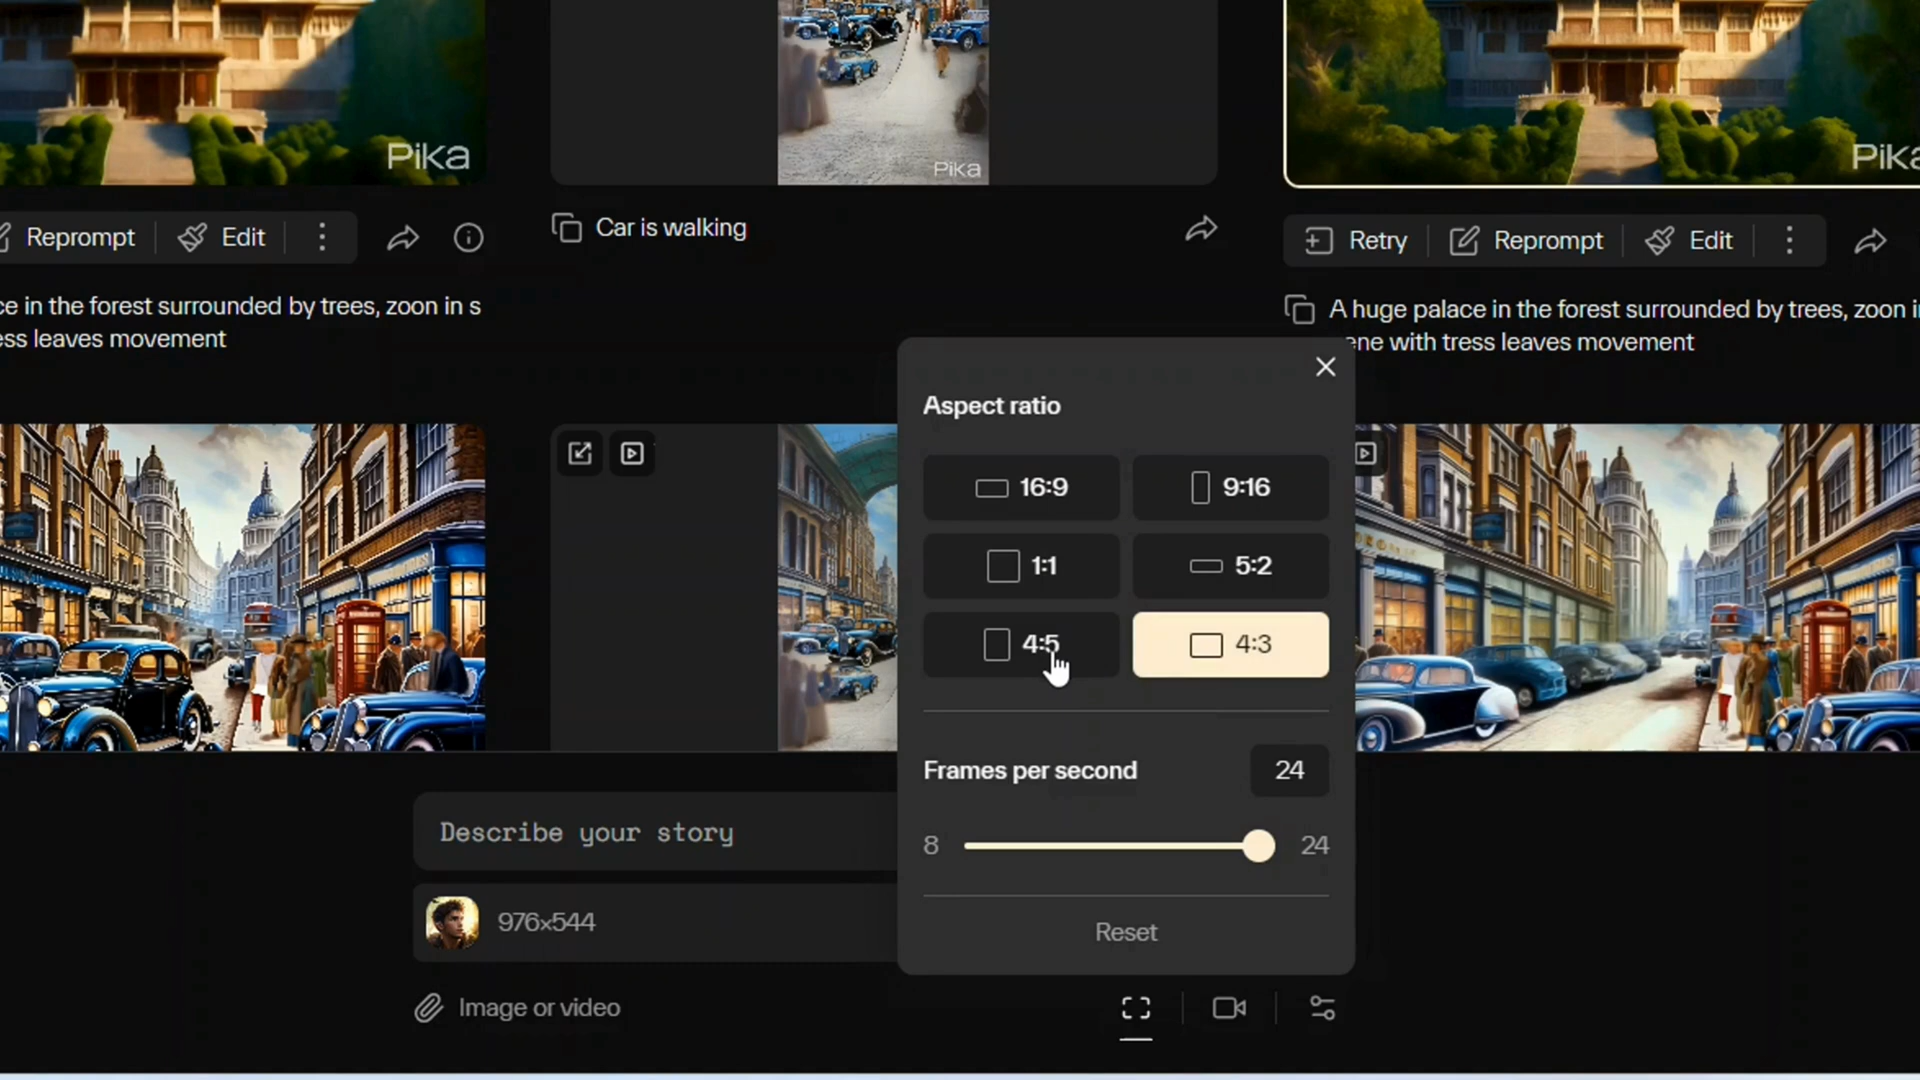 Pika
Pika
Pika
Reprompt
Edit
Car is walking
Retry
Reprompt
Edit
ce in the forest surrounded by trees, zoon in s
ess leaves movement
A huge palace in the forest surrounded by trees, zoon i
ene with tress leaves movement
Aspect ratio
16:9
9:16
1:1
5:2
4:5
4:3
Frames per second
24
8
24
Reset
Describe your story
976×544
Image or video